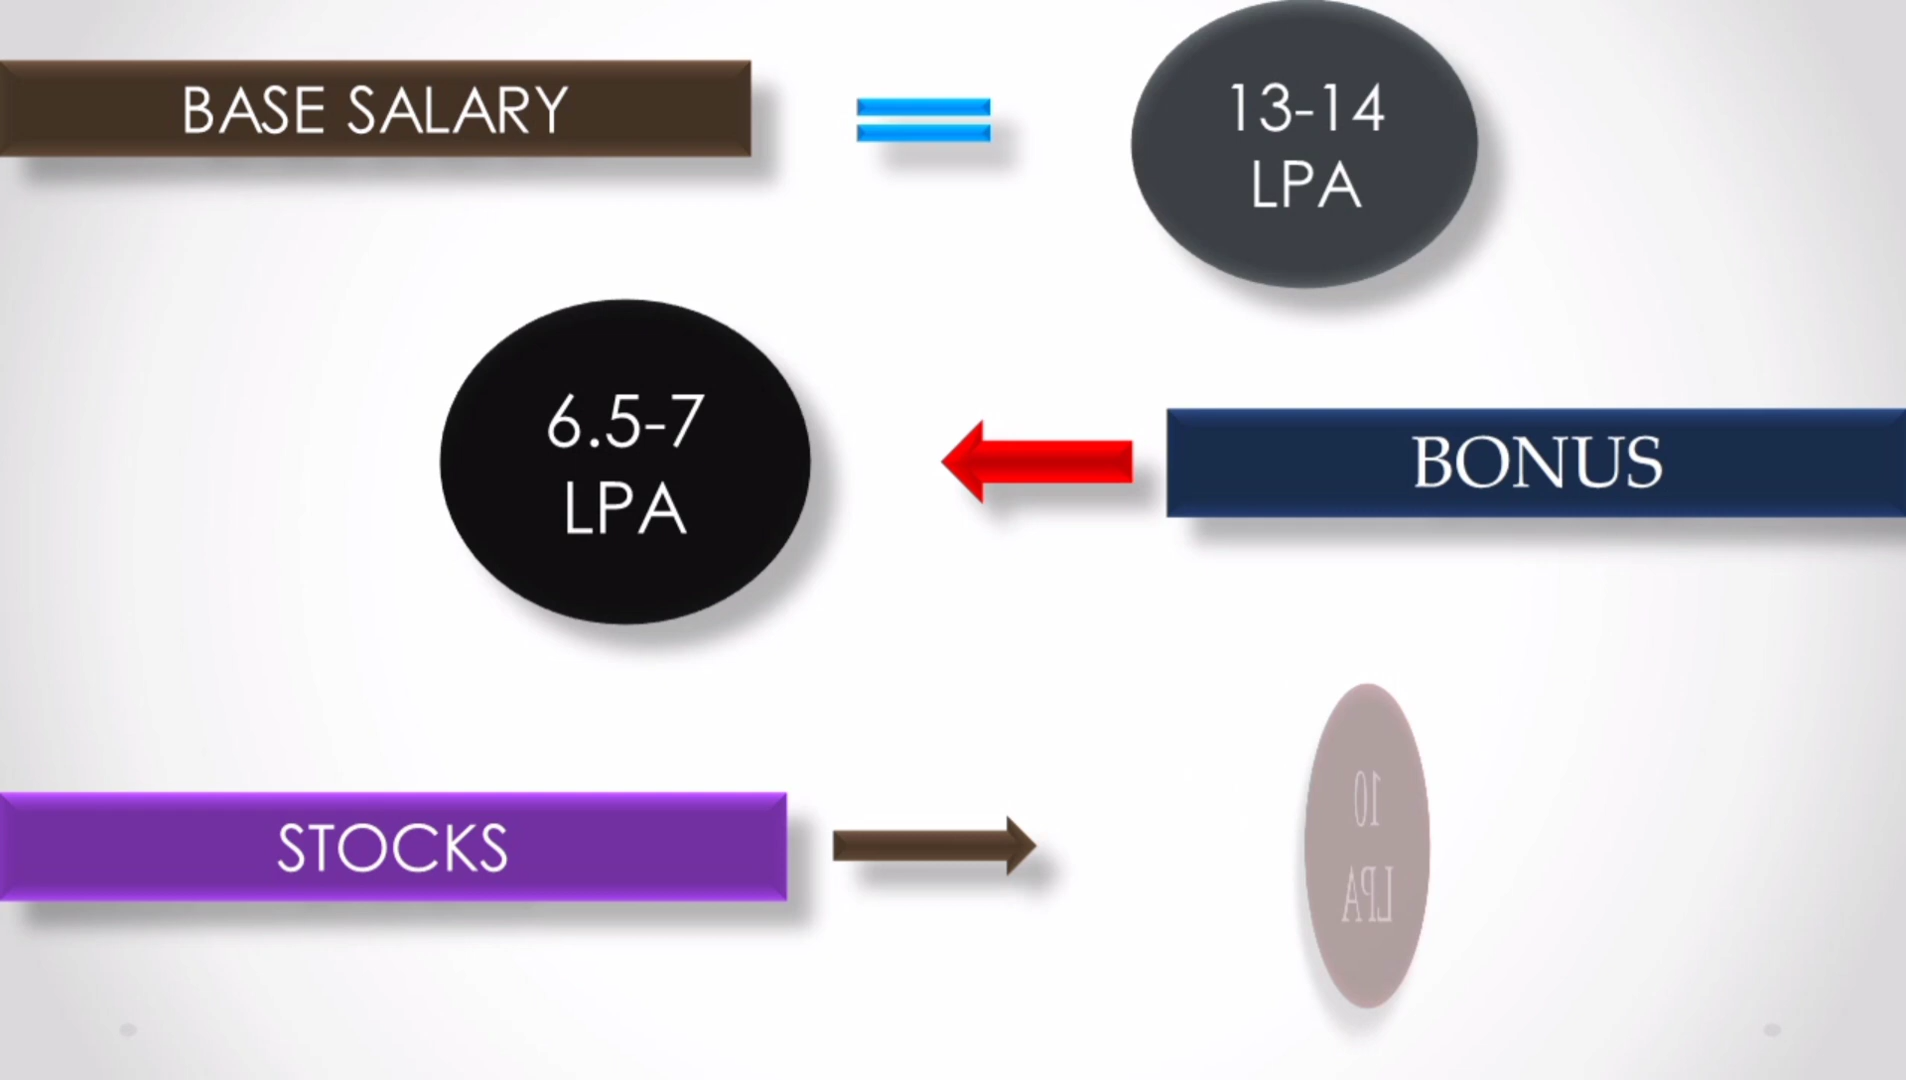 BASE SALARY
13-14
LPA
6.5-7
LPA
BONUS
STOCKS
10
LPA